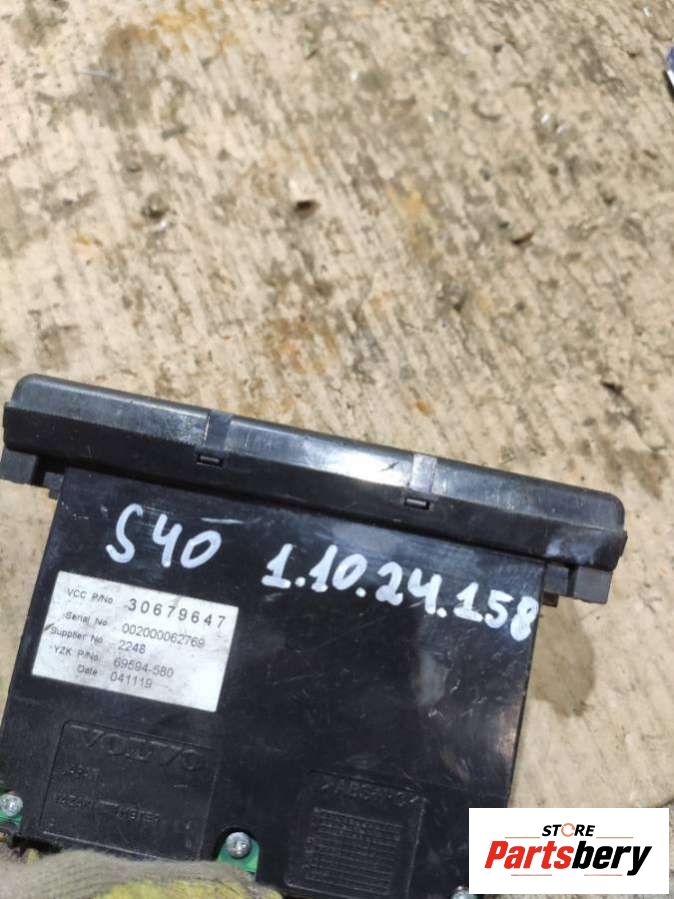 S40 1.10.24.158
VCC P/No 30679647
Serial No 002000062769
Supplier No 2248
YZK P/No. 69594-580
Date 041119
VOLVO
STORE
Partsbery